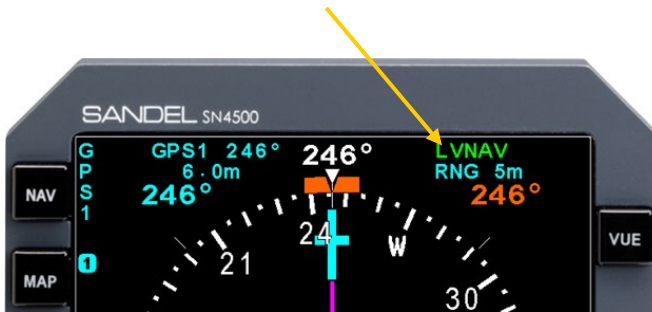 SANDEL SN4500
G
P
S
1
GPS1 246°
6.0m
246°
246°
LVNAV
RNG 5m
246°
NAV
MAP
VUE
1
21
24
W
30